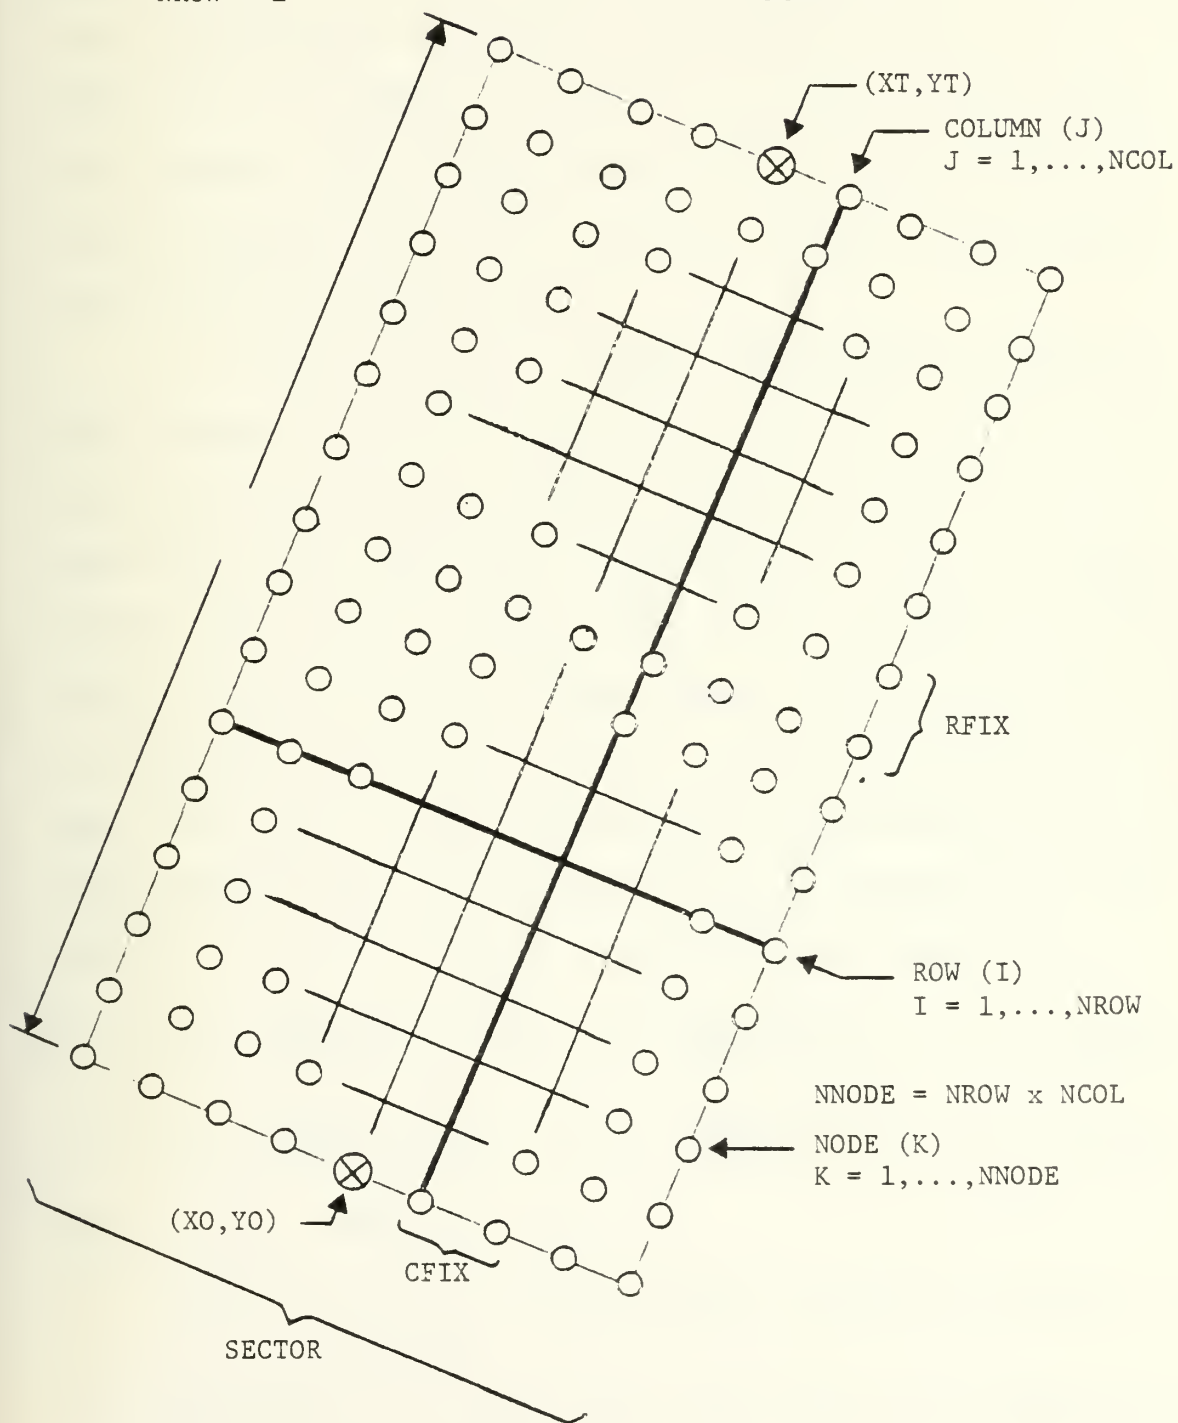 (XT,YT)
COLUMN (J)
J = 1,...,NCOL
RFIX
ROW (I)
I = 1,...,NROW
NNODE = NROW x NCOL
NODE (K)
K = 1,...,NNODE
(XO,YO)
CFIX
SECTOR